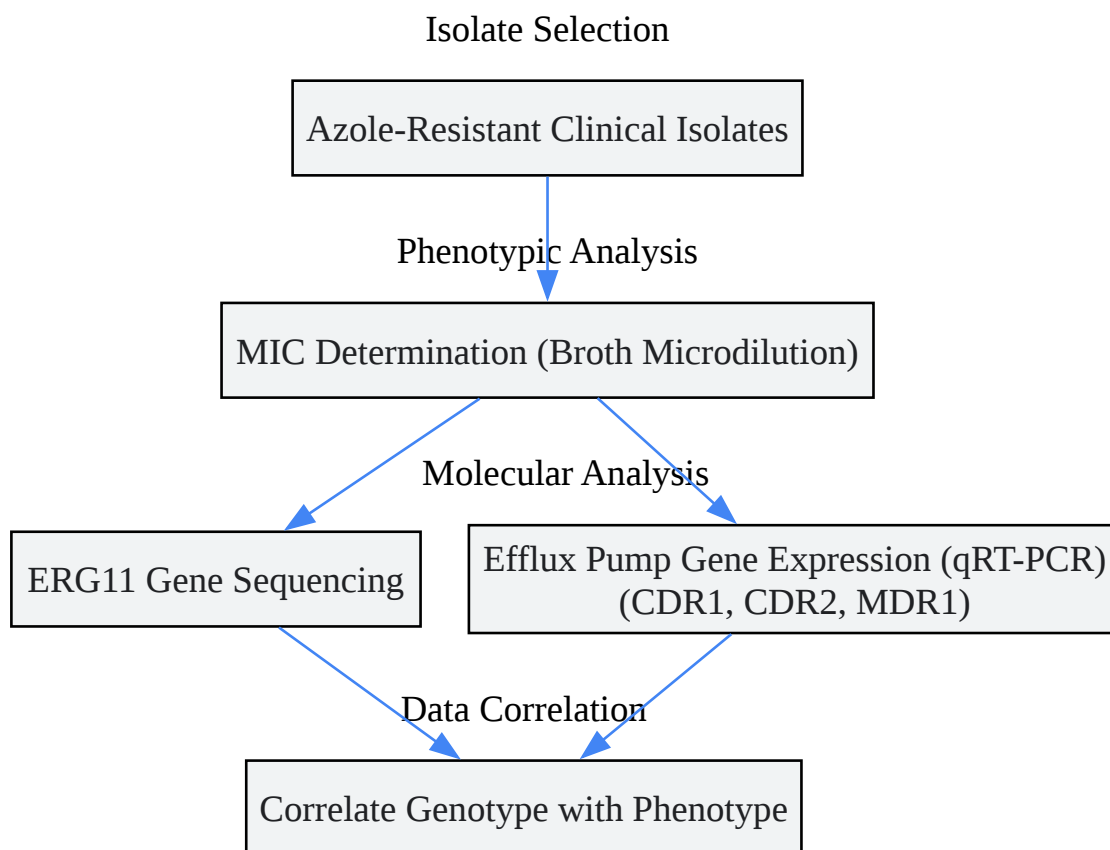 Isolate Selection
Azole-Resistant Clinical Isolates
Phenotypic Analysis
MIC Determination (Broth Microdilution)
Molecular Analysis
ERG11 Gene Sequencing
Efflux Pump Gene Expression (qRT-PCR)
(CDR1, CDR2, MDR1)
Data Correlation
Correlate Genotype with Phenotype